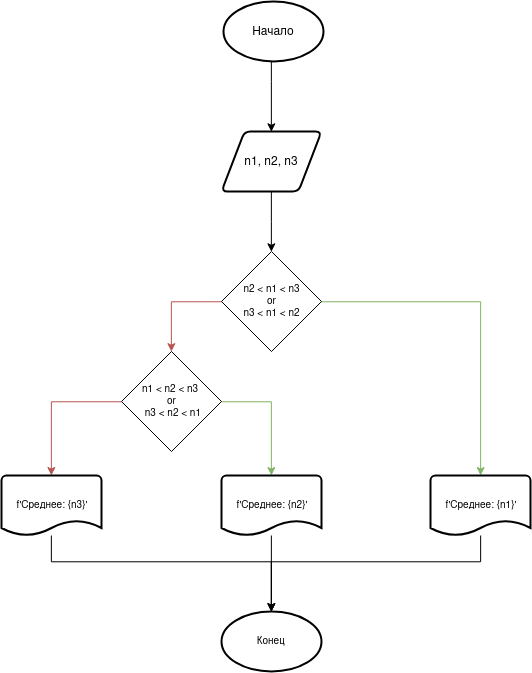 Начало
n1, n2, n3
n2 < n1 < n3
or
n3 < n1 < n2
n1 < n2 < n3
or
n3 < n2 < n1
f'Среднее: {n3}'
f'Среднее: {n2}'
f'Среднее: {n1}'
Конец